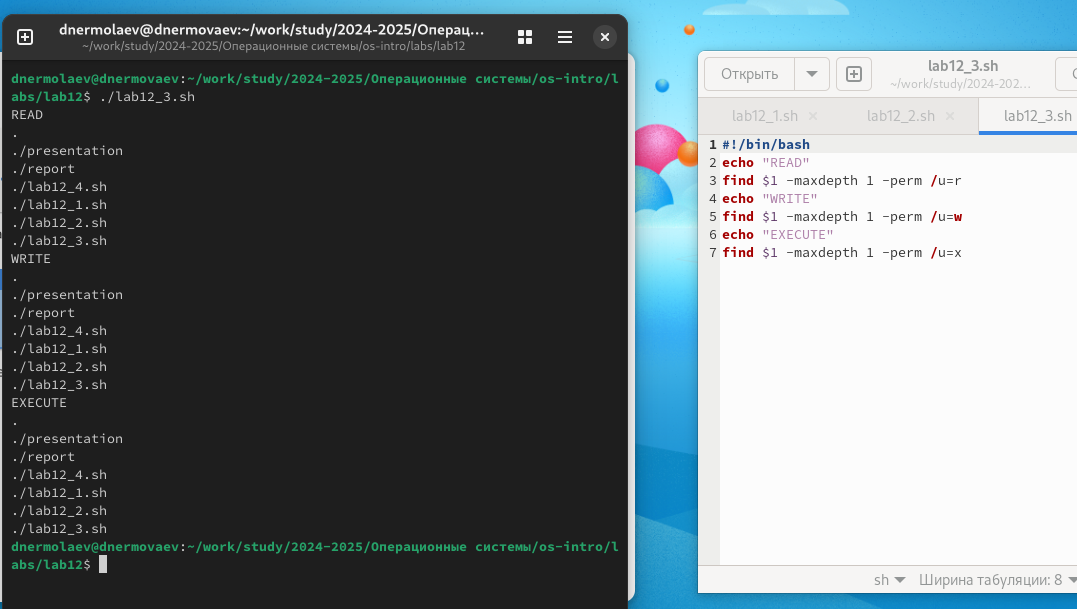 dnermolaev@dnermovaev:~/work/study/2024-2025/Операц...
~/work/study/2024-2025/Операционные системы/os-intro/labs/lab12
dnermolaev@dnermovaev:~/work/study/2024-2025/Операционные системы/os-intro/l
abs/lab12$ ./lab12_3.sh
READ
.
./presentation
./report
./lab12_4.sh
./lab12_1.sh
./lab12_2.sh
./lab12_3.sh
WRITE
.
./presentation
./report
./lab12_4.sh
./lab12_1.sh
./lab12_2.sh
./lab12_3.sh
EXECUTE
.
./presentation
./report
./lab12_4.sh
./lab12_1.sh
./lab12_2.sh
./lab12_3.sh
dnermolaev@dnermovaev:~/work/study/2024-2025/Операционные системы/os-intro/l
abs/lab12$
Открыть
lab12_3.sh
~/work/study/2024-202...
lab12_1.sh × lab12_2.sh × lab12_3.sh
1 #!/bin/bash
2 echo "READ"
3 find $1 -maxdepth 1 -perm /u=r
4 echo "WRITE"
5 find $1 -maxdepth 1 -perm /u=w
6 echo "EXECUTE"
7 find $1 -maxdepth 1 -perm /u=x
sh Ширина табуляции: 8